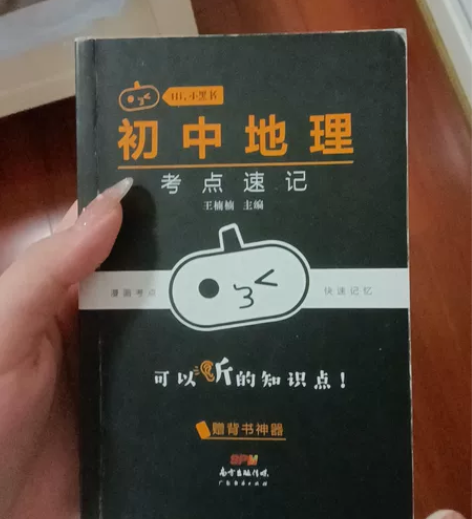 Hi,小黑书
初中地理
考点速记
王楠楠 主编
漫画考点 快速记忆
可以听的知识点!
赠背书神器
SPM
南方出版传媒
广东经济出版社